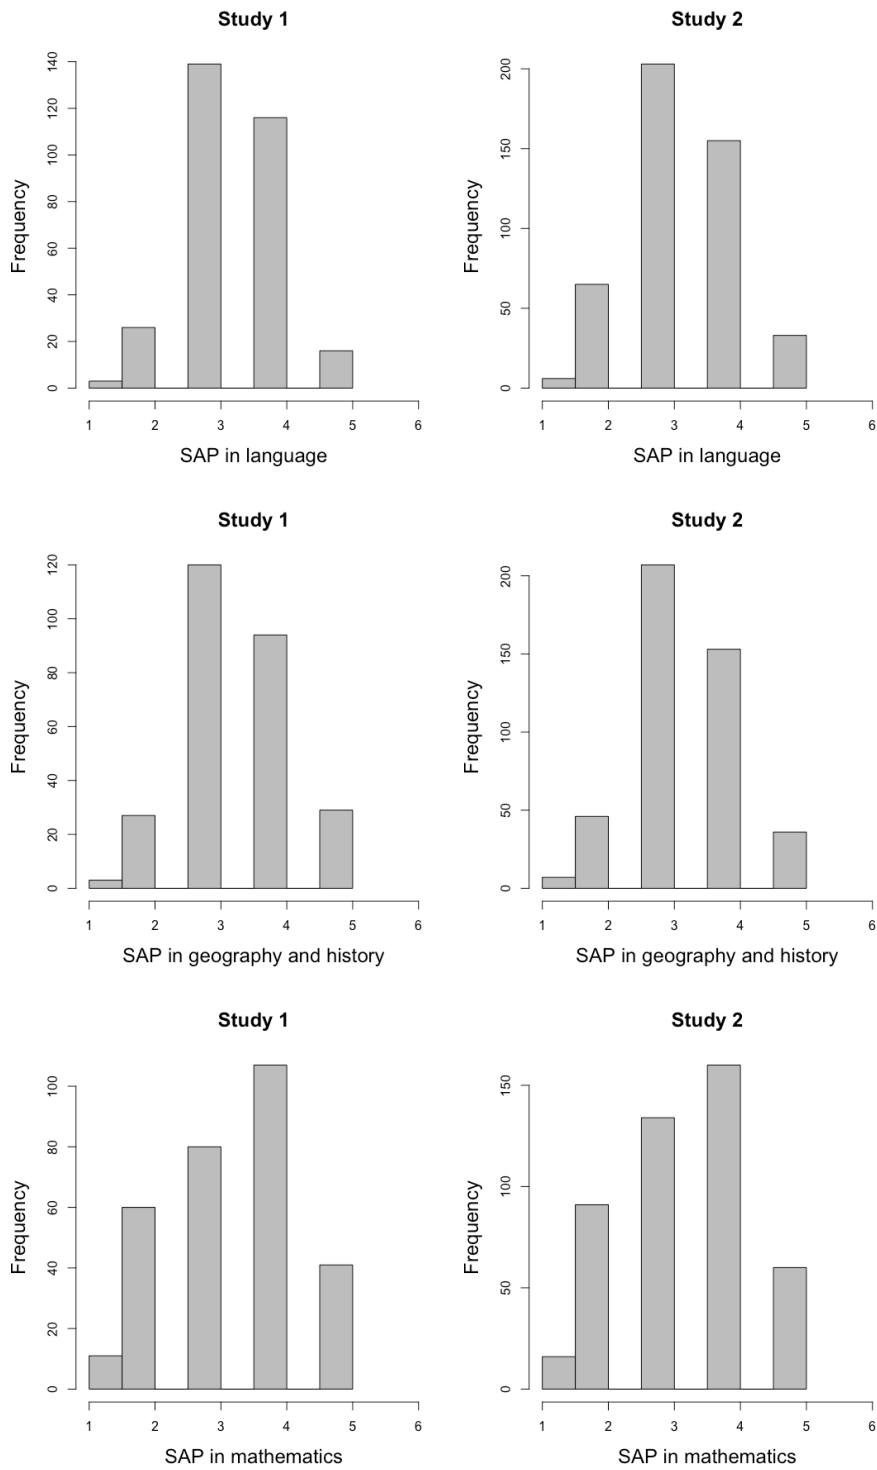 Study 1
Study 2
Frequency
0 20 40 60 80 100 120 140
1 2 3 4 5 6
SAP in language
Frequency
0 50 100 150 200
1 2 3 4 5 6
SAP in language
Study 1
Study 2
Frequency
0 20 40 60 80 100 120
1 2 3 4 5 6
SAP in geography and history
Frequency
0 50 100 150 200
1 2 3 4 5 6
SAP in geography and history
Study 1
Study 2
Frequency
0 20 40 60 80 100
1 2 3 4 5 6
SAP in mathematics
Frequency
0 50 100 150
1 2 3 4 5 6
SAP in mathematics